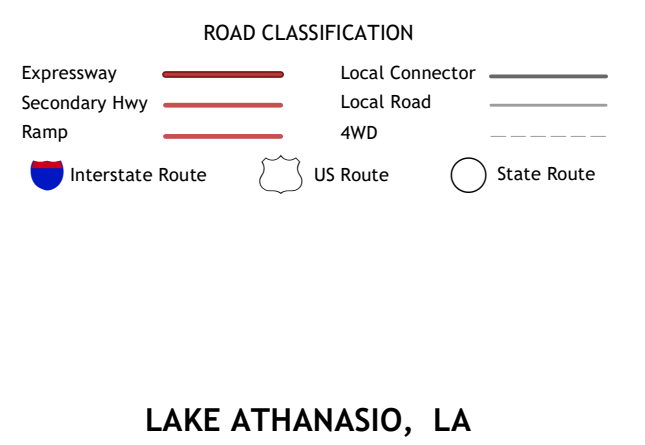 ROAD CLASSIFICATION
Expressway
Local Connector
Secondary Hwy
Local Road
Ramp
4WD
Interstate Route
US Route
State Route
LAKE ATHANASIO, LA